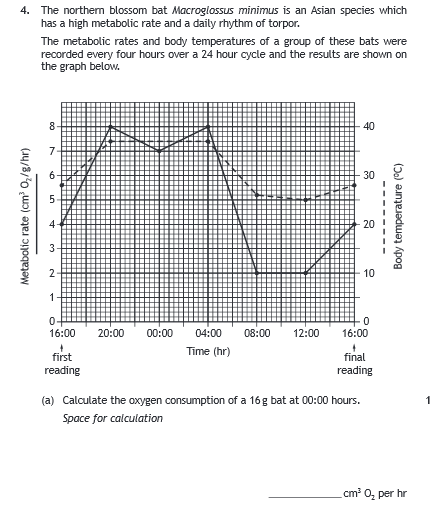 4. The northern blossom bat Macroglossus minimus is an Asian species which
has a high metabolic rate and a daily rhythm of torpor.
The metabolic rates and body temperatures of a group of these bats were
recorded every four hours over a 24 hour cycle and the results are shown on
the graph below.
Metabolic rate (cm³ O₂/g/hr)
8
7
6
5
4
3
2
1
0
40
30
20
10
0
Body temperature (°C)
16:00 20:00 00:00 04:00 08:00 12:00 16:00
Time (hr)
first
reading
final
reading
(a) Calculate the oxygen consumption of a 16 g bat at 00:00 hours. 1
Space for calculation
____________ cm³ O₂ per hr